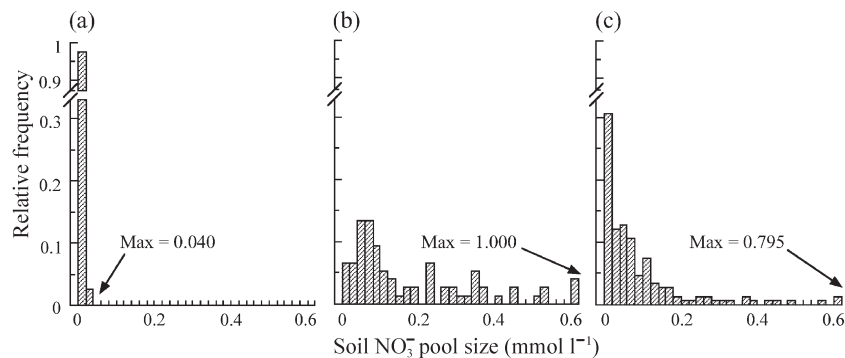 (a) (b) (c)
1
0.9
0.3
0.2
0.1
0
Relative frequency
Max = 0.040 Max = 1.000 Max = 0.795
0 0.2 0.4 0.6 0 0.2 0.4 0.6 0 0.2 0.4 0.6
Soil NO₃⁻ pool size (mmol l⁻¹)